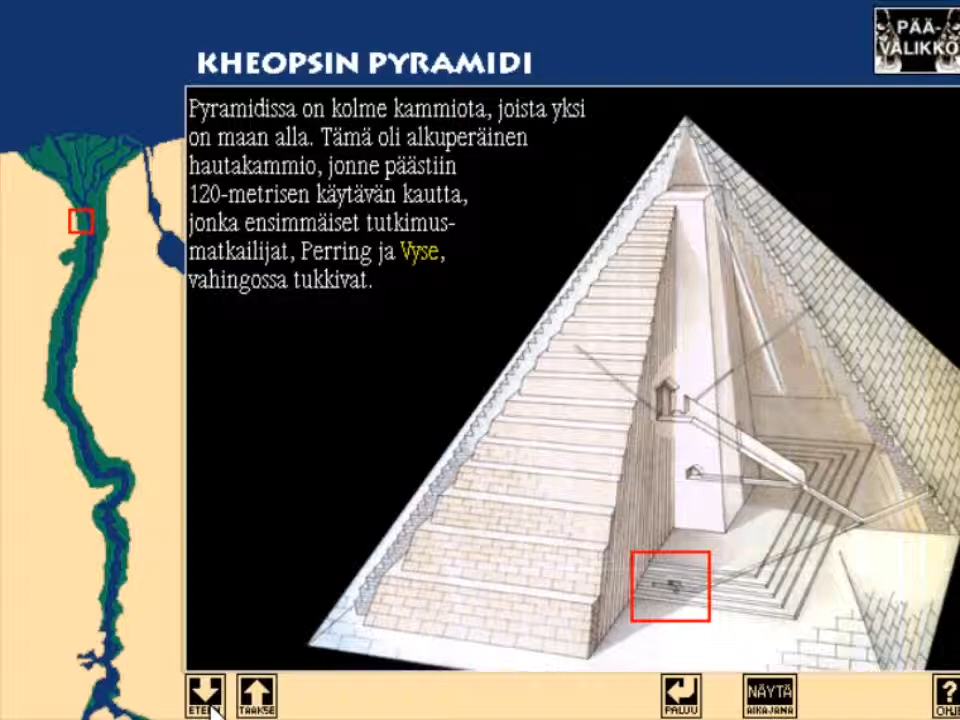 PÄÄ-
VALIKKO
KHEOPSIN PYRAMIDI
Pyramidissa on kolme kammiota, joista yksi
on maan alla. Tämä oli alkuperäinen
hautakammio, jonne päästiin
120-metrisen käytävän kautta,
jonka ensimmäiset tutkimus-
matkailijat, Perring ja Vyse,
vahingossa tukkivat.
TAAKSE
PALUU
NÄYTÄ
AIKAJANA
?